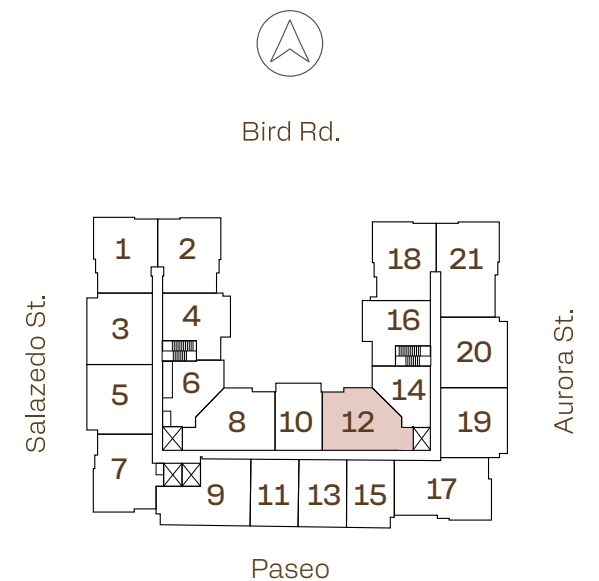 Bird Rd.
1 2 18 21
Salazedo St.
3 4 16 20
Aurora St.
5 6 14 19
8 10 12
7 9 11 13 15 17
Paseo